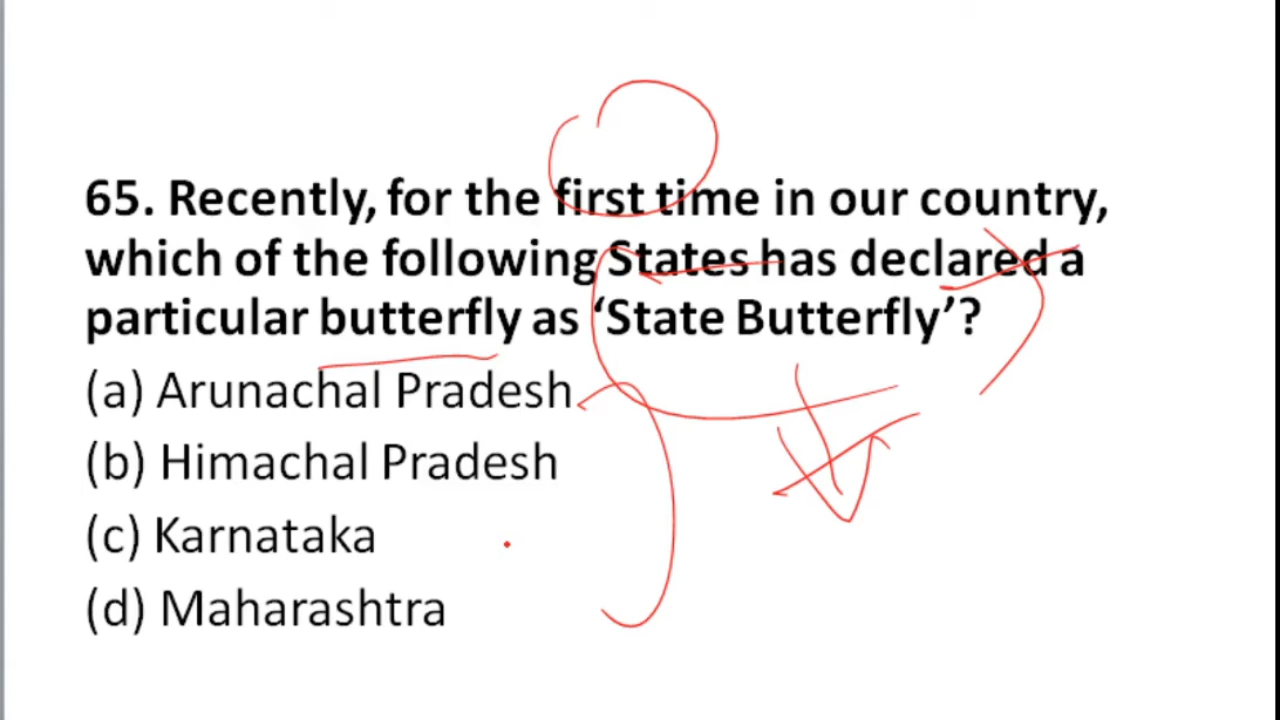 65. Recently, for the first time in our country,
which of the following States has declared a
particular butterfly as ‘State Butterfly’?
(a) Arunachal Pradesh
(b) Himachal Pradesh
(c) Karnataka
(d) Maharashtra